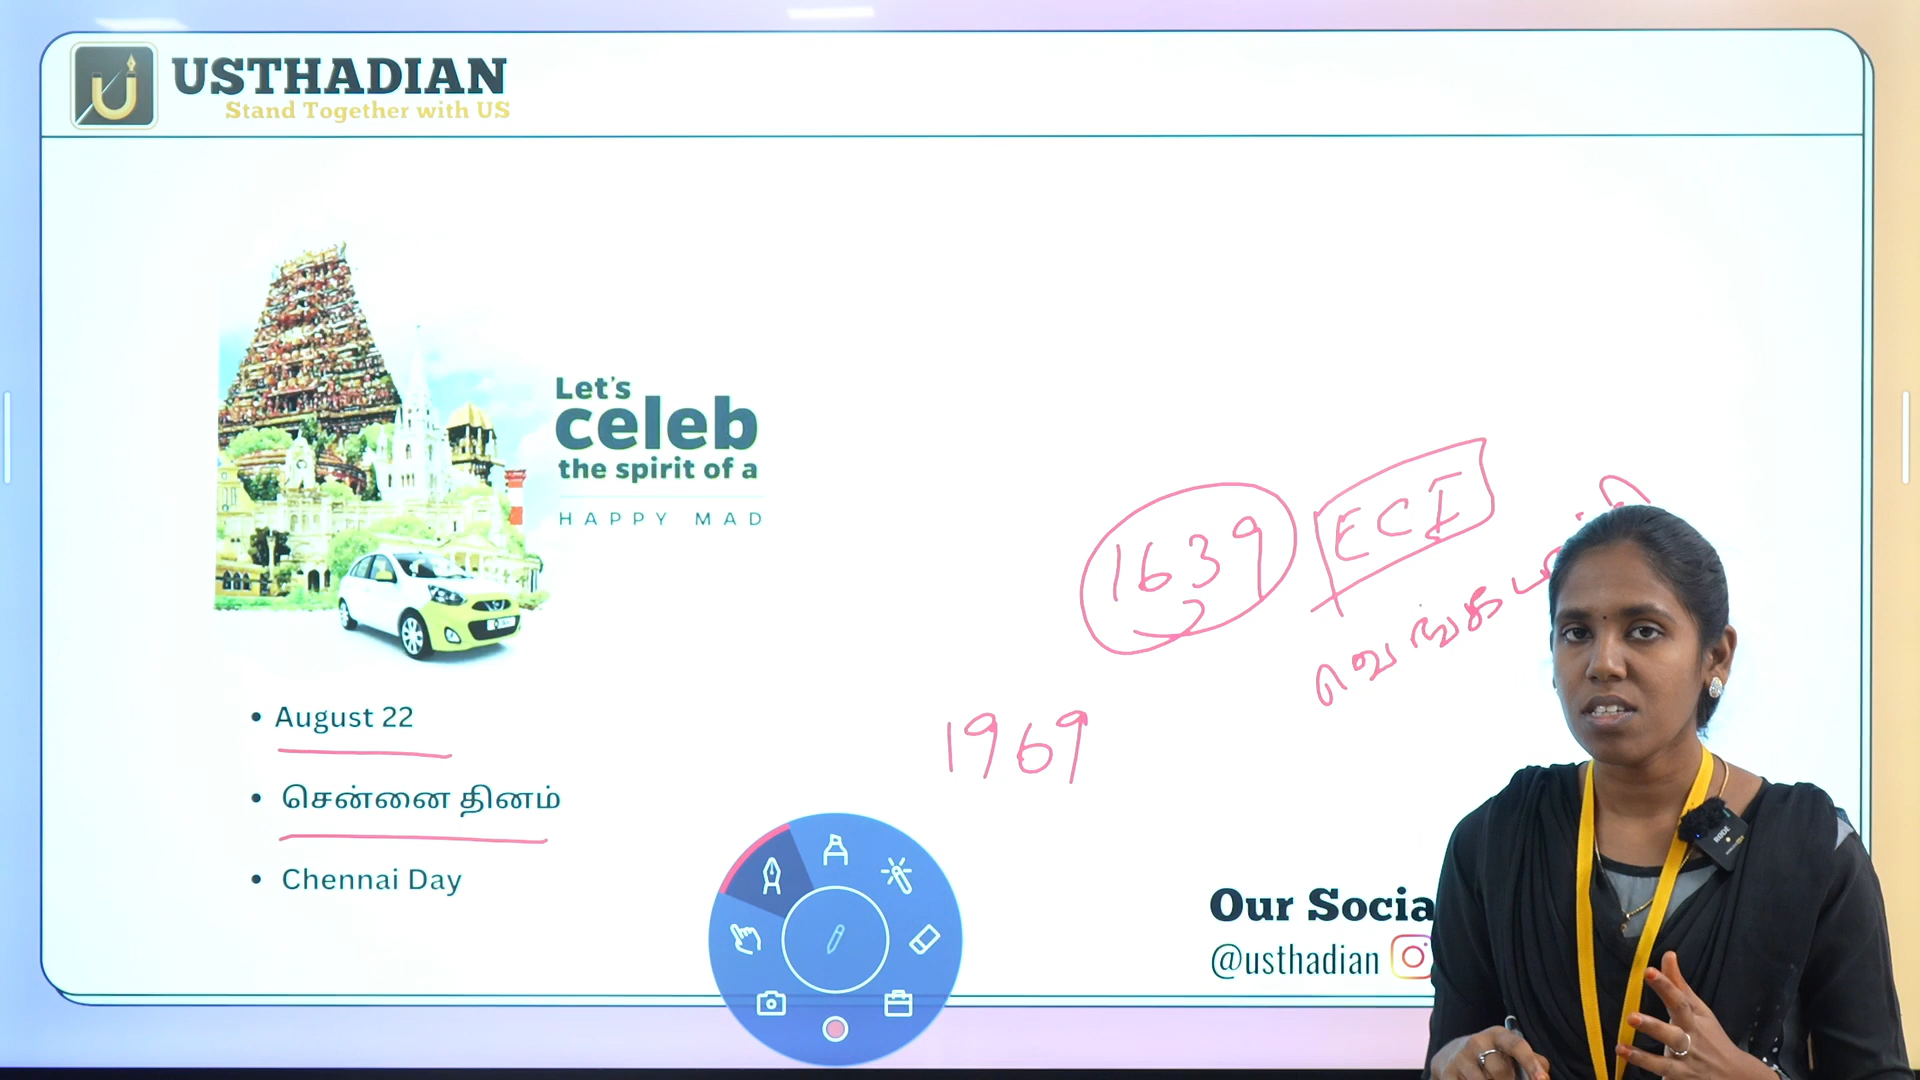 USTHADIAN
Stand Together with US
Let's
celeb
the spirit of a
HAPPY MAD
1639
ECI
1969
• August 22
• சென்னை தினம்
• Chennai Day
Our Socia
@usthadian
RODE